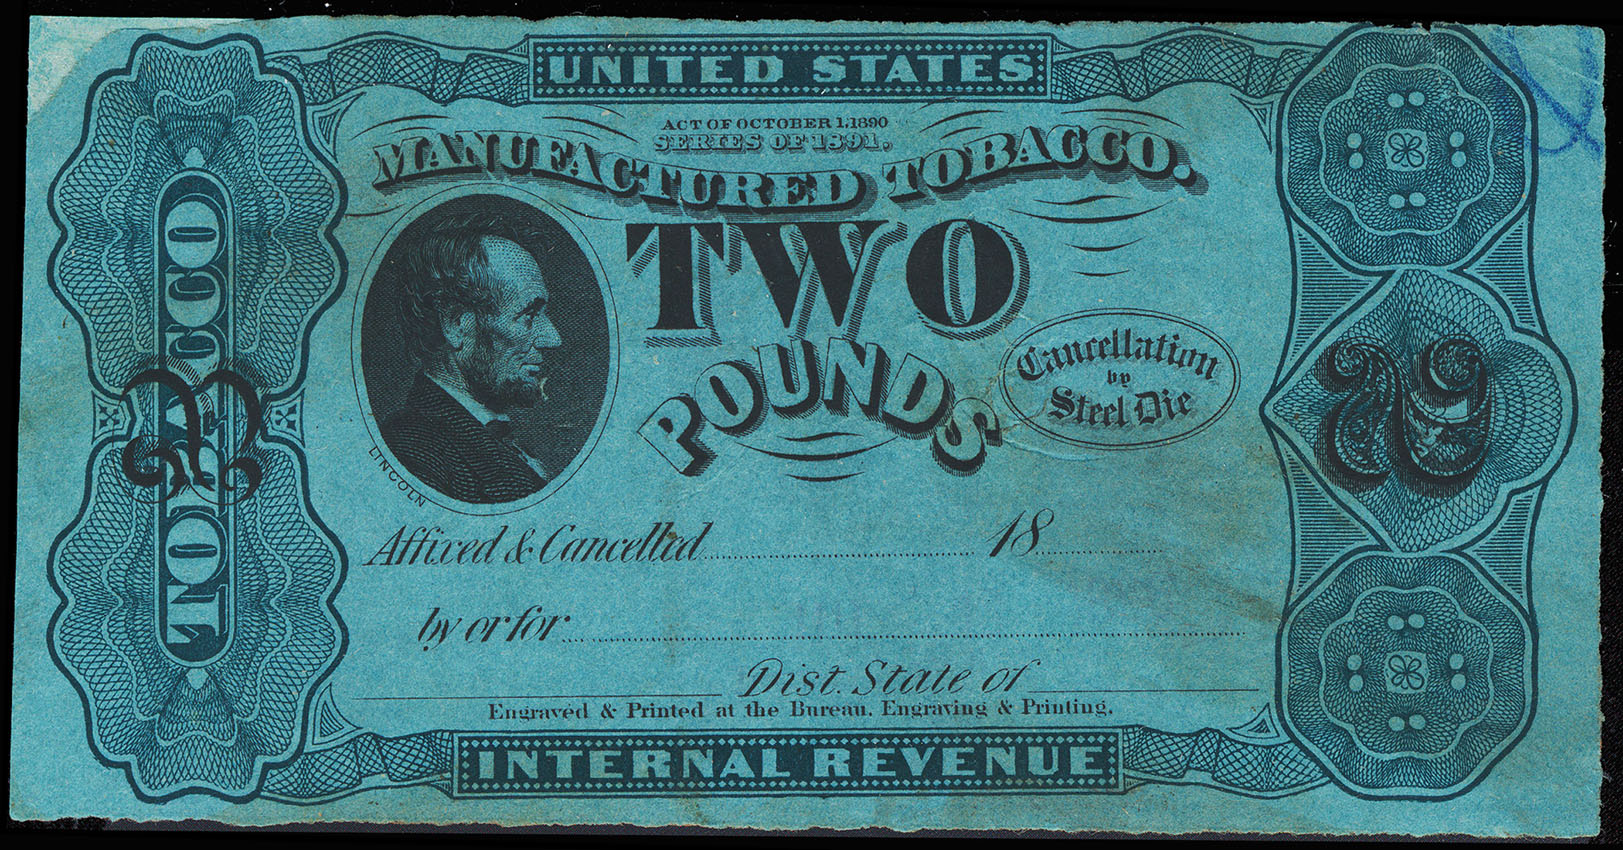 UNITED STATES
ACT OF OCTOBER 1.1890
SERIES OF 1891.
MANUFACTURED TOBACCO.
TWO
POUNDS
Cancellation
by
Steel Die
LINCOLN
TOBACCO
2
Affixed & Cancelled 18
by or for
Dist. State of
Engraved & Printed at the Bureau, Engraving & Printing.
INTERNAL REVENUE